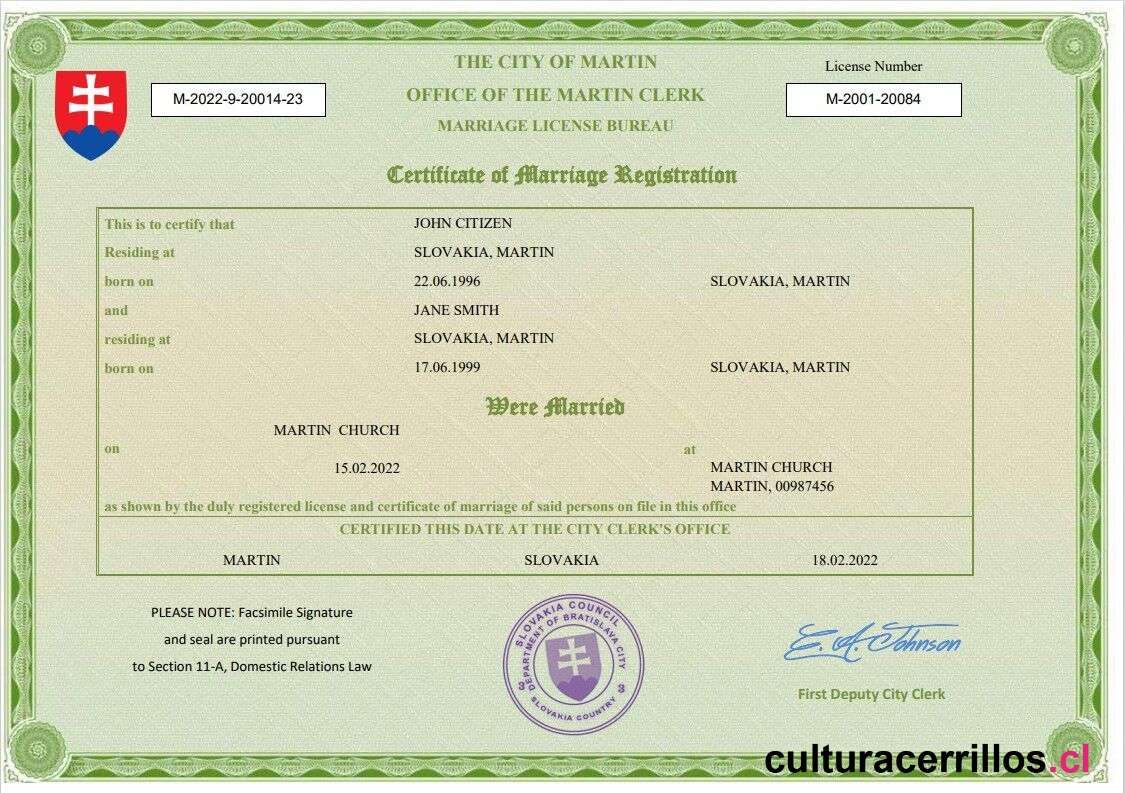 THE CITY OF MARTIN
License Number
M-2022-9-20014-23
OFFICE OF THE MARTIN CLERK
M-2001-20084
MARRIAGE LICENSE BUREAU
Certificate of Marriage Registration
This is to certify that JOHN CITIZEN
Residing at SLOVAKIA, MARTIN
born on 22.06.1996 SLOVAKIA, MARTIN
and JANE SMITH
residing at SLOVAKIA, MARTIN
born on 17.06.1999 SLOVAKIA, MARTIN
Were Married
MARTIN CHURCH
on at
15.02.2022 MARTIN CHURCH
MARTIN, 00987456
as shown by the duly registered license and certificate of marriage of said persons on file in this office
CERTIFIED THIS DATE AT THE CITY CLERK'S OFFICE
MARTIN SLOVAKIA 18.02.2022
PLEASE NOTE: Facsimile Signature
and seal are printed pursuant
to Section 11-A, Domestic Relations Law
SLOVAKIA COUNCIL
DEPARTMENT OF BRATISLAVA CITY
3 3
SLOVAKIA COUNTRY
E. A. Johnson
First Deputy City Clerk
culturacerrillos.cl